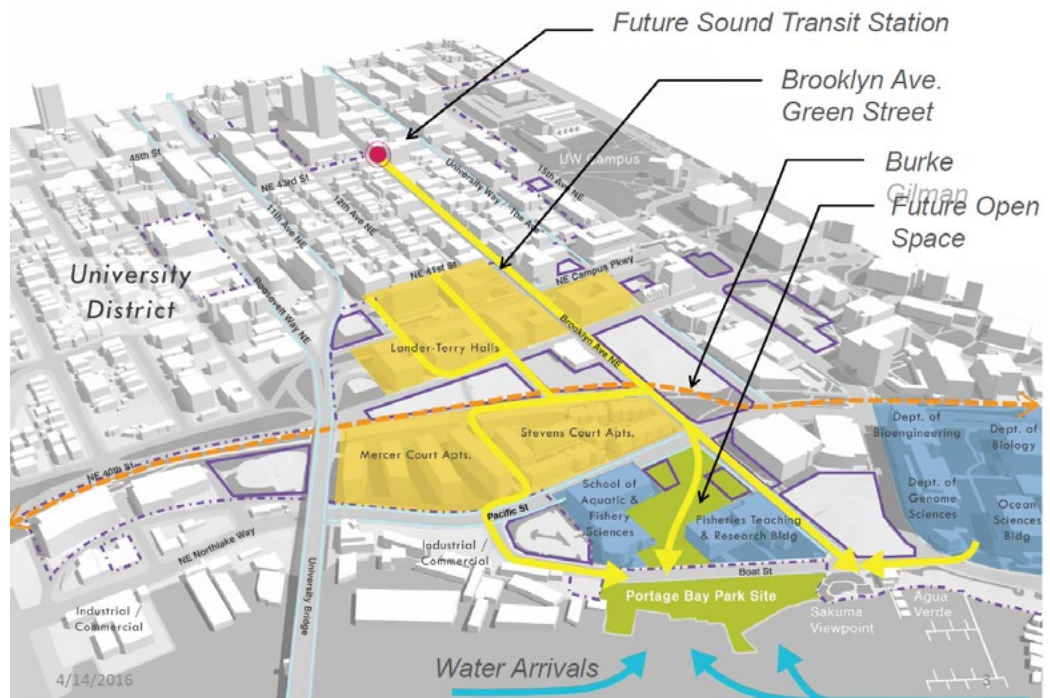 Future Sound Transit Station
Brooklyn Ave.
Green Street
Burke
Gilman
Future Open
Space
UW Campus
45th St
NE 43rd St
11th Ave NE
12th Ave NE
University Way / The Ave
15th Ave NE
University
District
Roosevelt Way NE
NE 41st St
NE Campus Pkwy
Lander-Terry Halls
Brooklyn Ave NE
Stevens Court Apts.
Mercer Court Apts.
NE 40th St
Dept. of
Bioengineering
Dept. of
Biology
School of
Aquatic &
Fishery
Sciences
Dept. of
Genome
Sciences
Ocean
Sciences
Bldg
Fisheries Teaching
& Research Bldg
Pacific St
NE Northlake Way
Industrial /
Commercial
University Bridge
Boat St
Portage Bay Park Site
Sakuma
Viewpoint
Agua
Verde
Industrial /
Commercial
Water Arrivals
4/14/2016
3